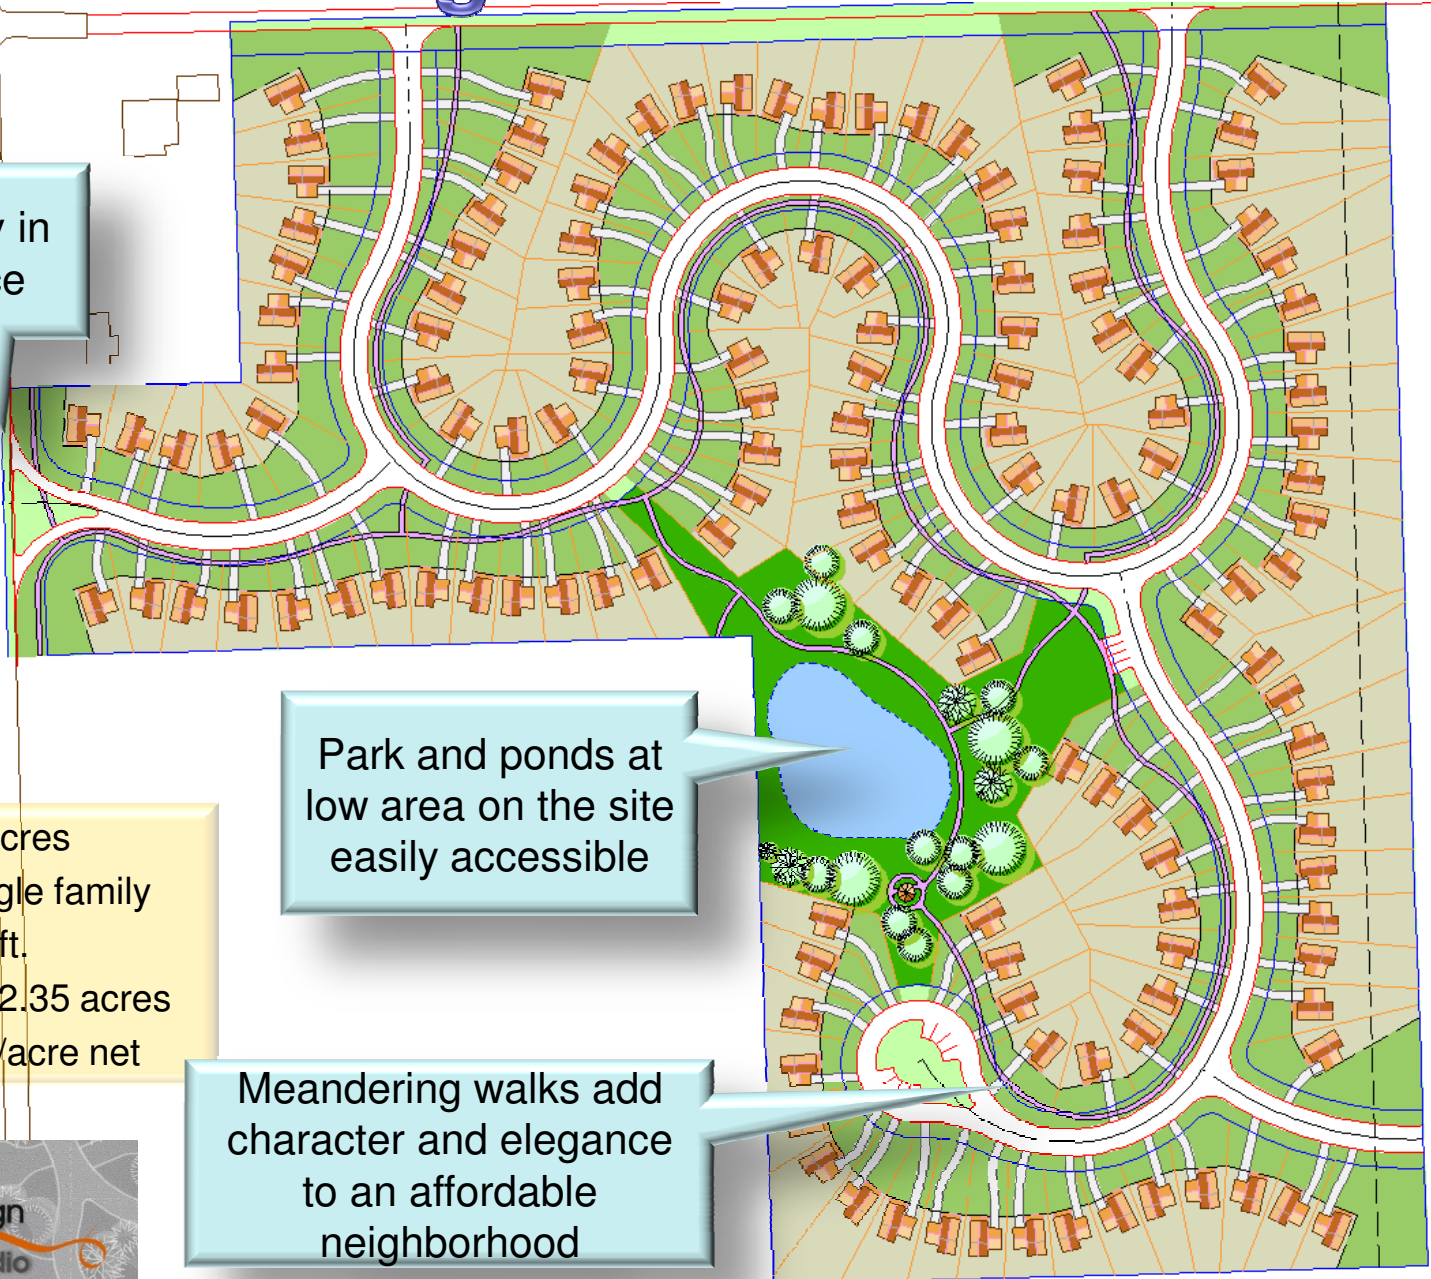 y in
ce
Park and ponds at
low area on the site
easily accessible
cres
gle family
ft.
2.35 acres
/acre net
Meandering walks add
character and elegance
to an affordable
neighborhood
gn
dio